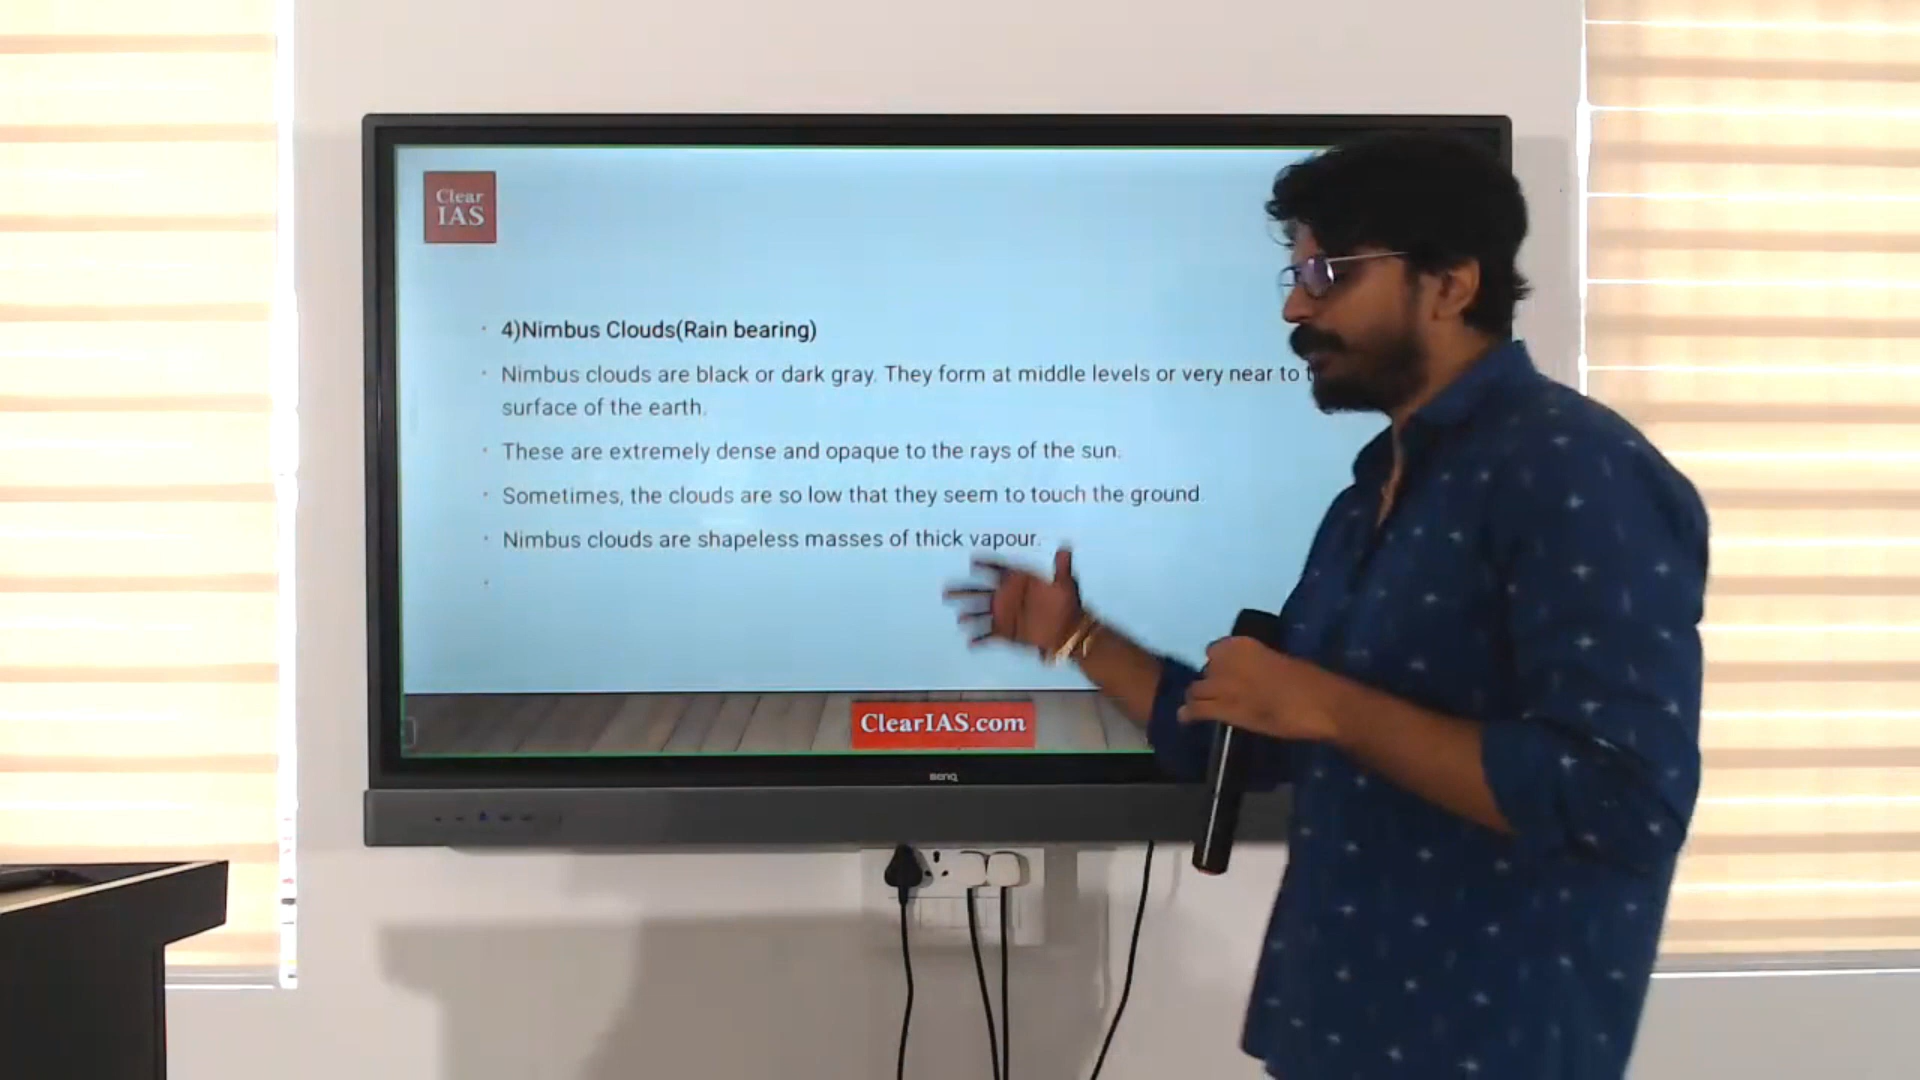 Clear
IAS
4)Nimbus Clouds(Rain bearing)
Nimbus clouds are black or dark gray. They form at middle levels or very near to
surface of the earth.
These are extremely dense and opaque to the rays of the sun.
Sometimes, the clouds are so low that they seem to touch the ground.
Nimbus clouds are shapeless masses of thick vapour.
ClearIAS.com
BenQ